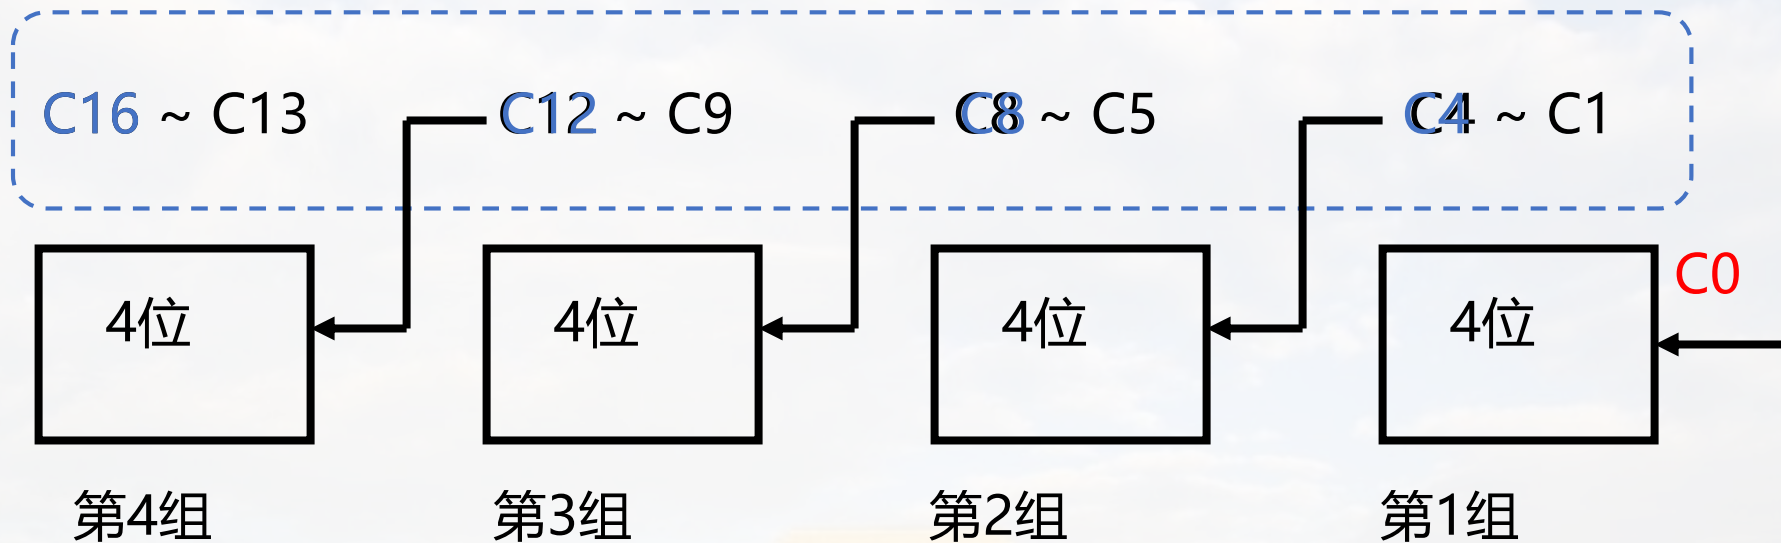 C16 ~ C13 C12 ~ C9 C8 ~ C5 C4 ~ C1
C0
4位 4位 4位 4位
第4组 第3组 第2组 第1组